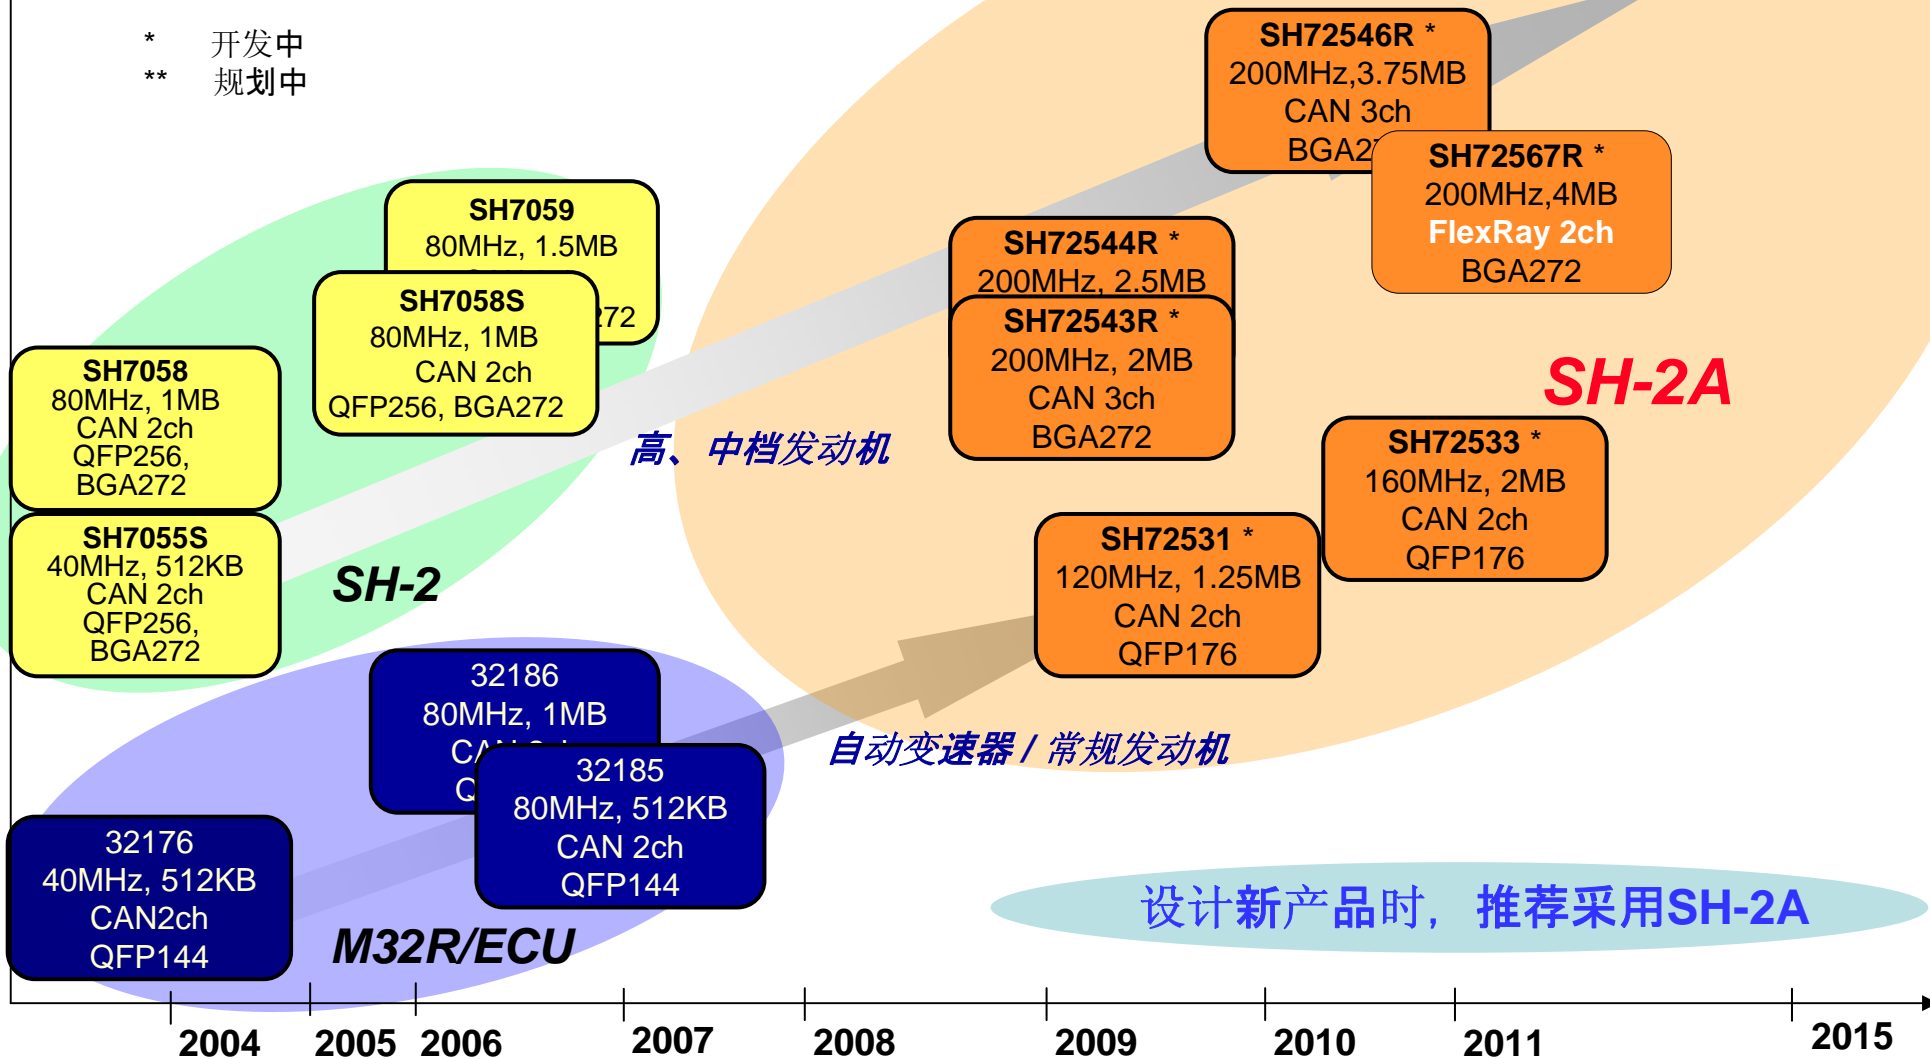 * 开发中
** 规划中
SH72546R *
200MHz,3.75MB
CAN 3ch
SH72567R *
200MHz,4MB
FlexRay 2ch
BGA272
SH7059
80MHz, 1.5MB
SH7058S
80MHz, 1MB
CAN 2ch
QFP256, BGA272
SH72544R *
200MHz, 2.5MB
SH72543R *
200MHz, 2MB
CAN 3ch
BGA272
SH7058
80MHz, 1MB
CAN 2ch
QFP256,
BGA272
SH-2A
高、中档发动机
SH72533 *
160MHz, 2MB
CAN 2ch
QFP176
SH7055S
40MHz, 512KB
CAN 2ch
QFP256,
BGA272
SH-2
SH72531 *
120MHz, 1.25MB
CAN 2ch
QFP176
32186
80MHz, 1MB
自动变速器 / 常规发动机
32185
80MHz, 512KB
CAN 2ch
QFP144
32176
40MHz, 512KB
CAN2ch
QFP144
M32R/ECU
设计新产品时，推荐采用SH-2A
2004 2005 2006 2007 2008 2009 2010 2011 2015